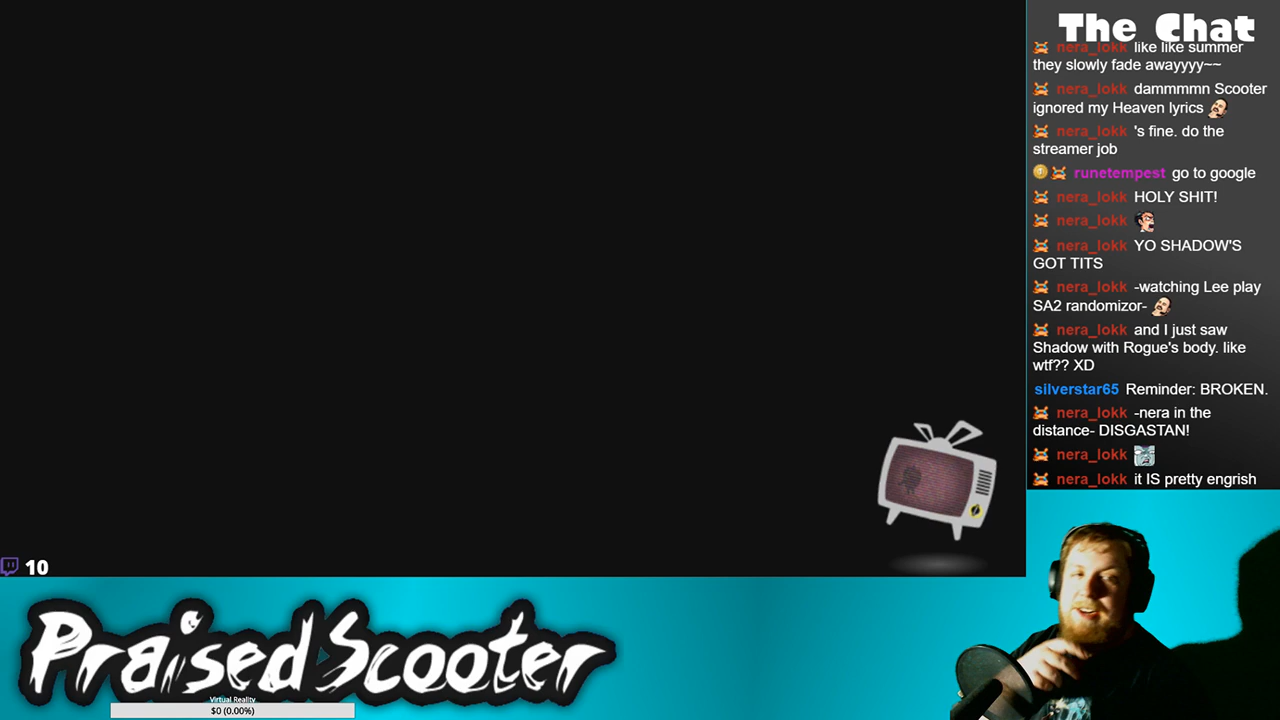 The Chat
nera_lokk like like summer
they slowly fade awayyyy~~
nera_lokk dammmmn Scooter
ignored my Heaven lyrics
nera_lokk 's fine. do the
streamer job
runetempest go to google
nera_lokk HOLY SHIT!
nera_lokk
nera_lokk YO SHADOW'S
GOT TITS
nera_lokk -watching Lee play
SA2 randomizor-
nera_lokk and I just saw
Shadow with Rogue's body. like
wtf?? XD
silverstar65 Reminder: BROKEN.
nera_lokk -nera in the
distance- DISGASTAN!
nera_lokk
nera_lokk it IS pretty engrish
10
PraisedScooter
Virtual Reality
$0 (0.00%)